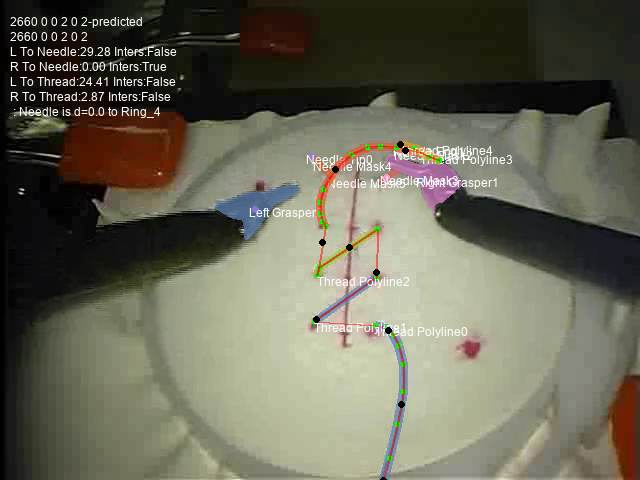 2660 0 0 2 0 2-predicted
2660 0 0 2 0 2
L To Needle:29.28 Inters:False
R To Needle:0.00 Inters:True
L To Thread:24.41 Inters:False
R To Thread:2.87 Inters:False
: Needle is d=0.0 to Ring_4
Thread Polyline4
Thread Polyline3
Needle Tip0
Needle Mask4
Needle Mask3
Right Grasper1
Left Grasper
Thread Polyline2
Thread Polyline0